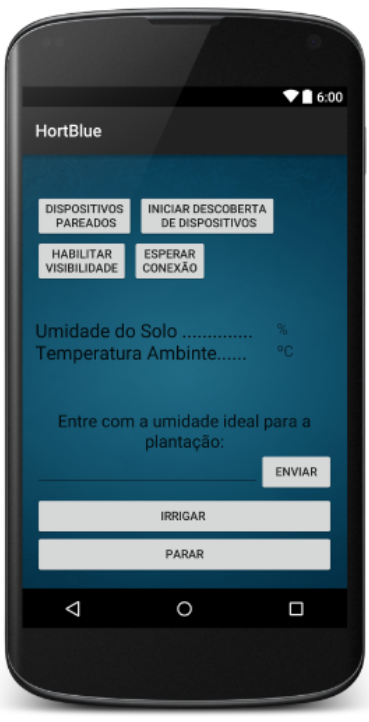 6:00
HortBlue
DISPOSITIVOS
PAREADOS
INICIAR DESCOBERTA
DE DISPOSITIVOS
HABILITAR
VISIBILIDADE
ESPERAR
CONEXÃO
Umidade do Solo .............. %
Temperatura Ambinte...... ºC
Entre com a umidade ideal para a
plantação:
ENVIAR
IRRIGAR
PARAR